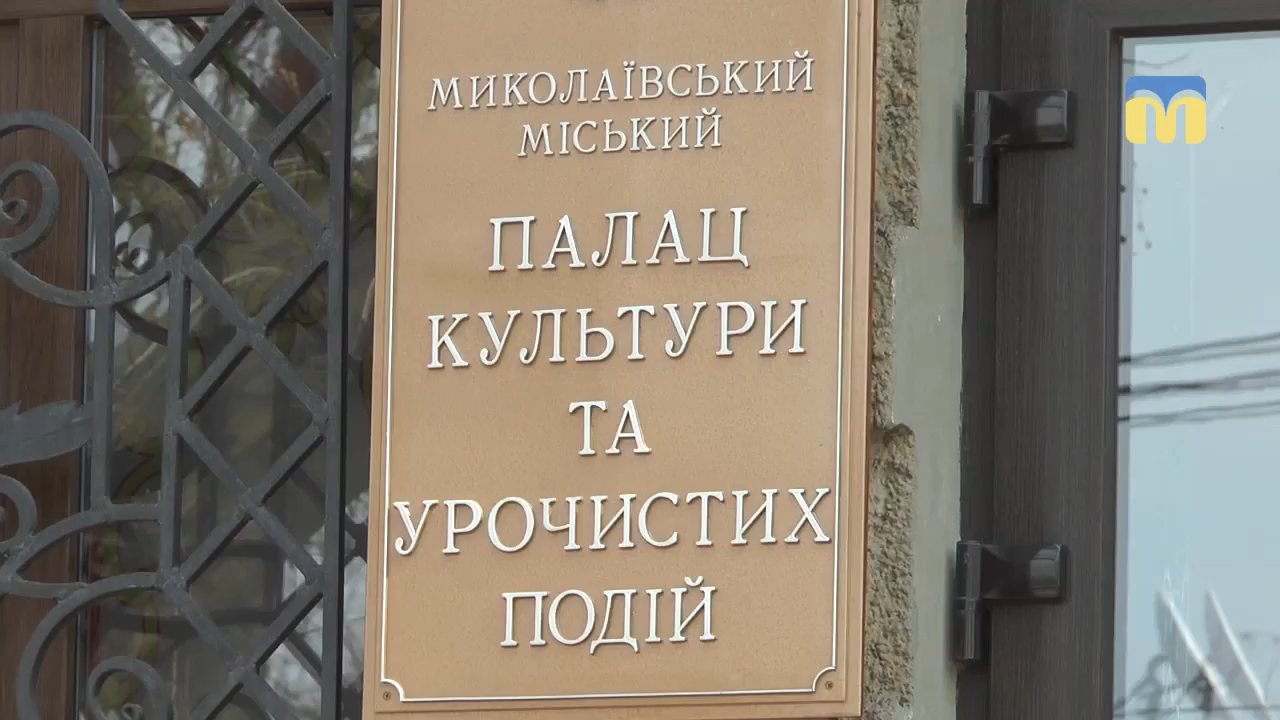 МИКОЛАЇВСЬКИЙ
МІСЬКИЙ
ПАЛАЦ
КУЛЬТУРИ
ТА
УРОЧИСТИХ
ПОДІЙ